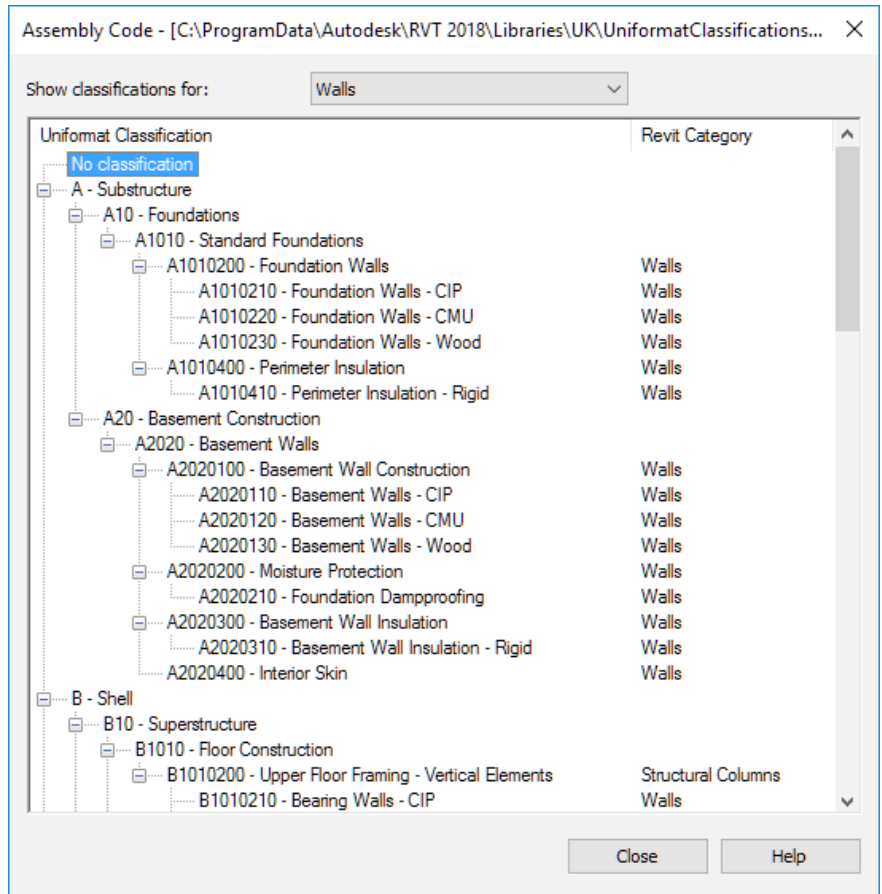 Assembly Code - [C:\ProgramData\Autodesk\RVT 2018\Libraries\UK\UniformatClassifications...
Show classifications for: Walls
Uniformat Classification Revit Category
No classification
A - Substructure
A10 - Foundations
A1010 - Standard Foundations
A1010200 - Foundation Walls Walls
A1010210 - Foundation Walls - CIP Walls
A1010220 - Foundation Walls - CMU Walls
A1010230 - Foundation Walls - Wood Walls
A1010400 - Perimeter Insulation Walls
A1010410 - Perimeter Insulation - Rigid Walls
A20 - Basement Construction
A2020 - Basement Walls
A2020100 - Basement Wall Construction Walls
A2020110 - Basement Walls - CIP Walls
A2020120 - Basement Walls - CMU Walls
A2020130 - Basement Walls - Wood Walls
A2020200 - Moisture Protection Walls
A2020210 - Foundation Dampproofing Walls
A2020300 - Basement Wall Insulation Walls
A2020310 - Basement Wall Insulation - Rigid Walls
A2020400 - Interior Skin Walls
B - Shell
B10 - Superstructure
B1010 - Floor Construction
B1010200 - Upper Floor Framing - Vertical Elements Structural Columns
B1010210 - Bearing Walls - CIP Walls
Close Help